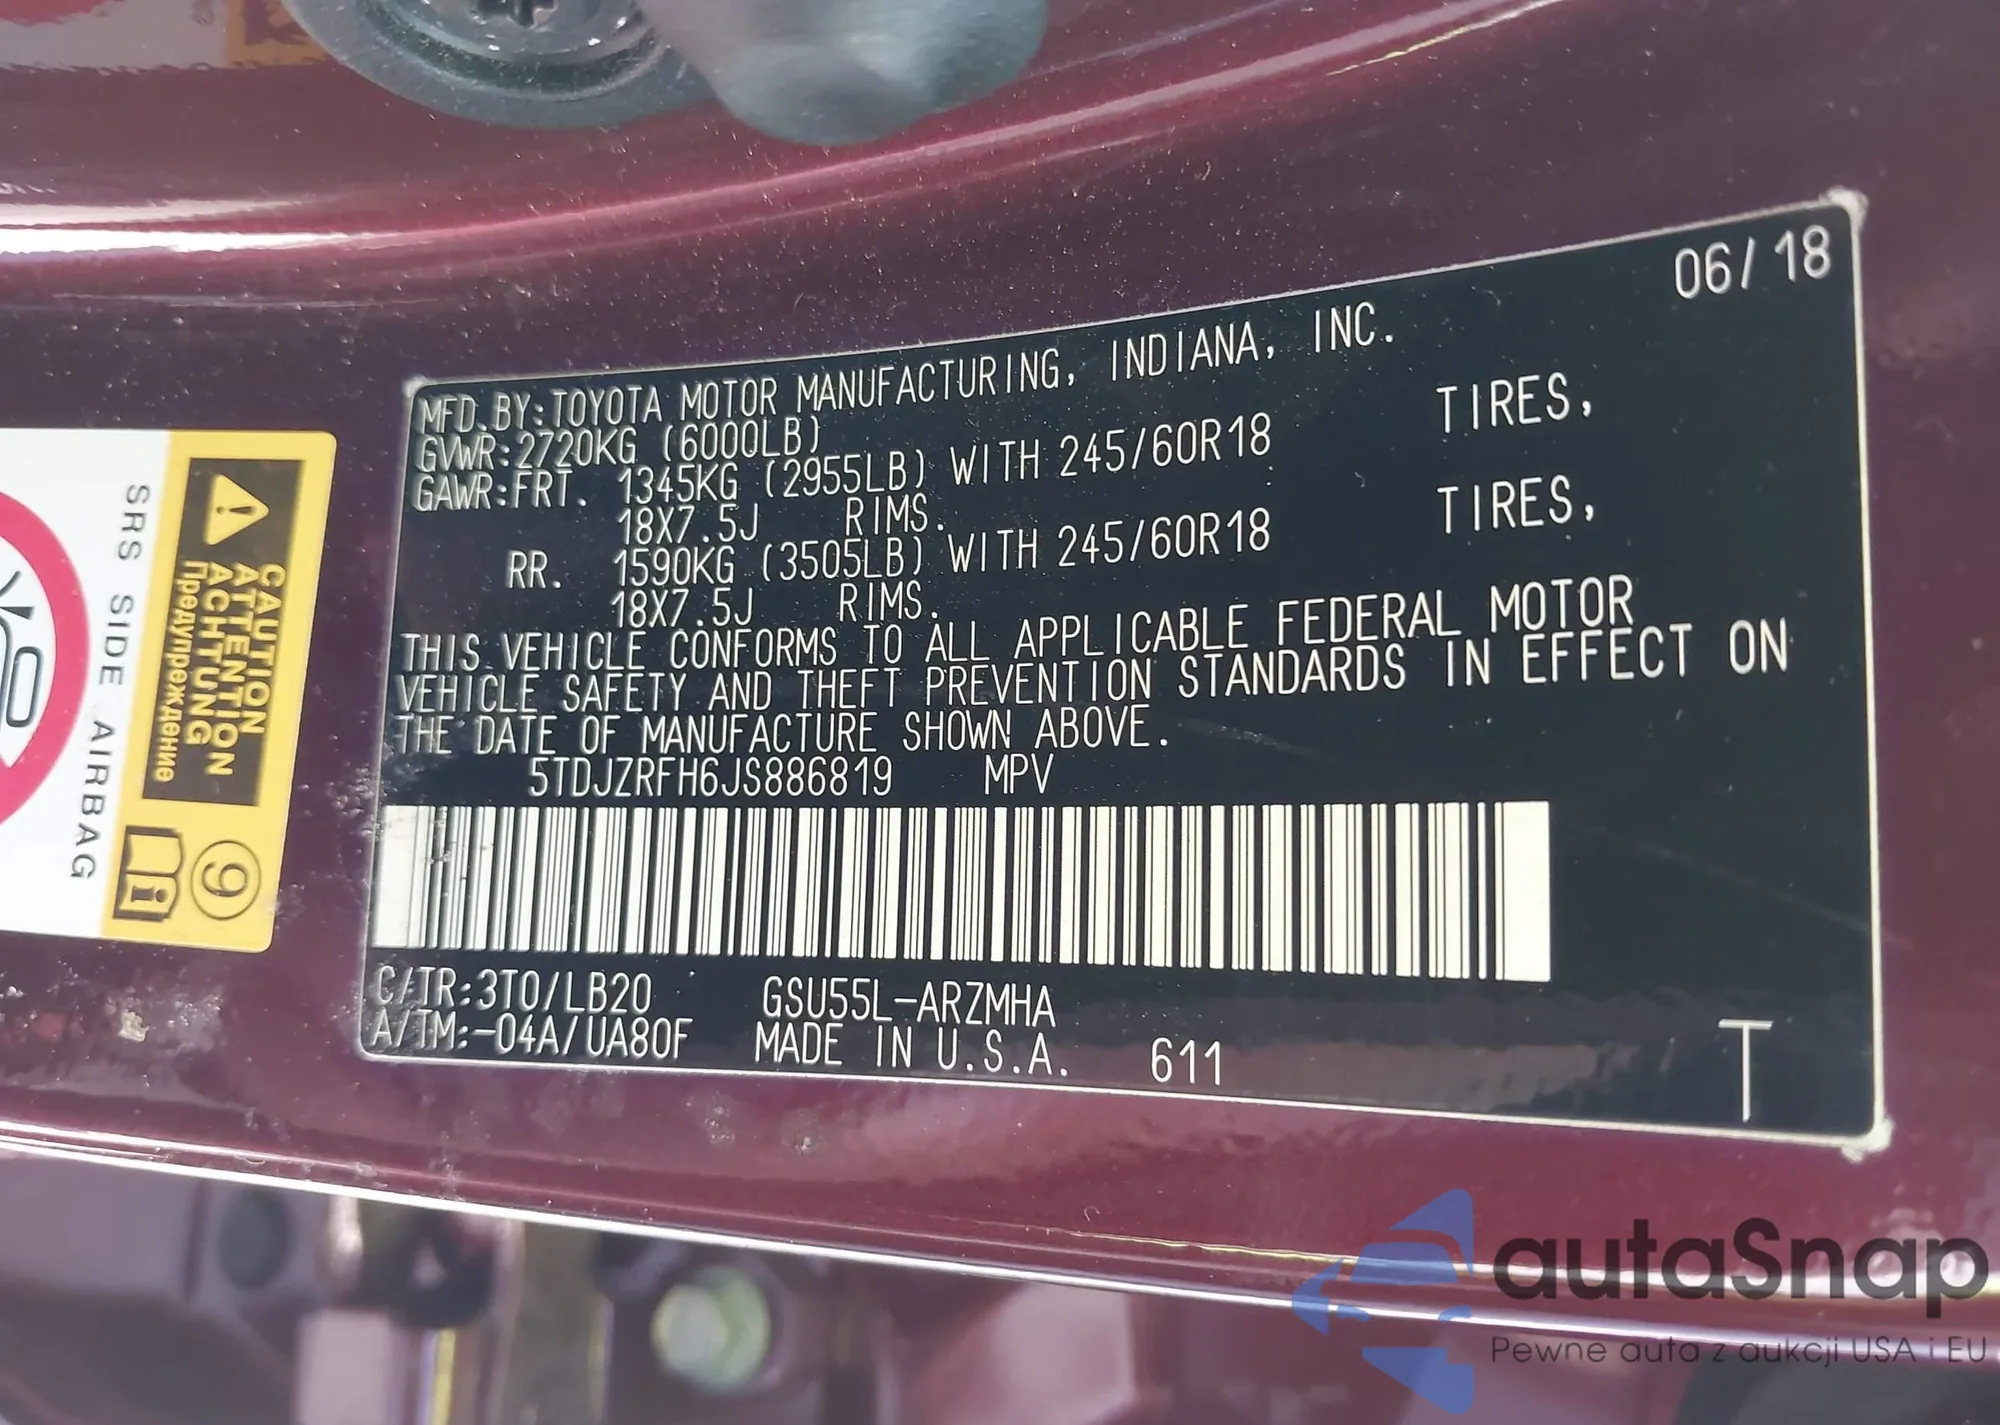 06/18
MFD.BY:TOYOTA MOTOR MANUFACTURING, INDIANA, INC.
GVWR:2720KG (6000LB)
GAWR:FRT. 1345KG (2955LB) WITH 245/60R18 TIRES,
18X7.5J RIMS.
RR. 1590KG (3505LB) WITH 245/60R18 TIRES,
18X7.5J RIMS.
THIS VEHICLE CONFORMS TO ALL APPLICABLE FEDERAL MOTOR
VEHICLE SAFETY AND THEFT PREVENTION STANDARDS IN EFFECT ON
THE DATE OF MANUFACTURE SHOWN ABOVE.
5TDJZRFH6JS886819 MPV
C/TR:3T0/LB20 GSU55L-ARZMHA
A/TM:-04A/UA80F MADE IN U.S.A. 611
T
CAUTION
ATTENTION
ACHTUNG
Предупреждение
SRS SIDE AIRBAG
9
autaSnap
Pewne auta z aukcji USA i EU